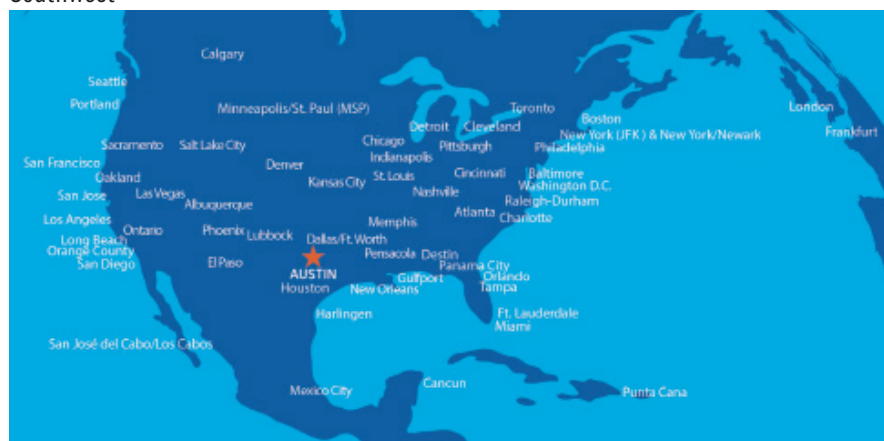 Southwest
Calgary
Seattle
Portland
Minneapolis/St. Paul (MSP)
Toronto
London
Boston
Detroit
Cleveland
New York (JFK) & New York/Newark
Frankfurt
Sacramento
Salt Lake City
Chicago
Pittsburgh
Philadelphia
Indianapolis
San Francisco
Denver
Oakland
Kansas City
St. Louis
Cincinnati
Baltimore
Washington D.C.
San Jose
Las Vegas
Nashville
Albuquerque
Raleigh-Durham
Los Angeles
Atlanta
Charlotte
Memphis
Ontario
Phoenix
Lubbock
Dallas/Ft. Worth
Long Beach
Orange County
San Diego
Pensacola
Destin
El Paso
Panama City
AUSTIN
Gulfport
Orlando
Houston
New Orleans
Tampa
Harlingen
Ft. Lauderdale
Miami
San José del Cabo/Los Cabos
Mexico City
Cancun
Punta Cana